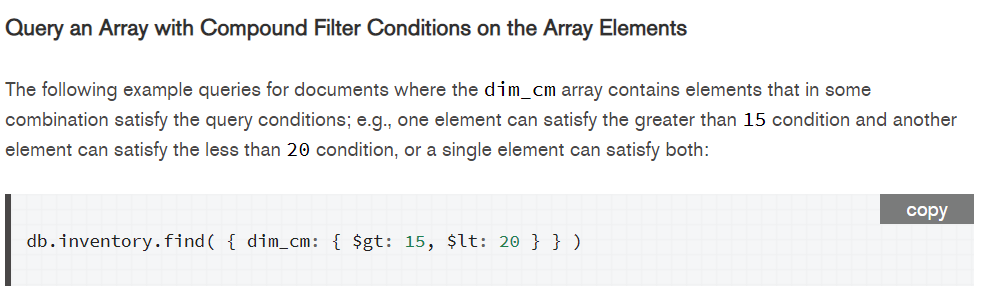 Query an Array with Compound Filter Conditions on the Array Elements
The following example queries for documents where the dim_cm array contains elements that in some
combination satisfy the query conditions; e.g., one element can satisfy the greater than 15 condition and another
element can satisfy the less than 20 condition, or a single element can satisfy both:
copy
db.inventory.find( { dim_cm: { $gt: 15, $lt: 20 } } )